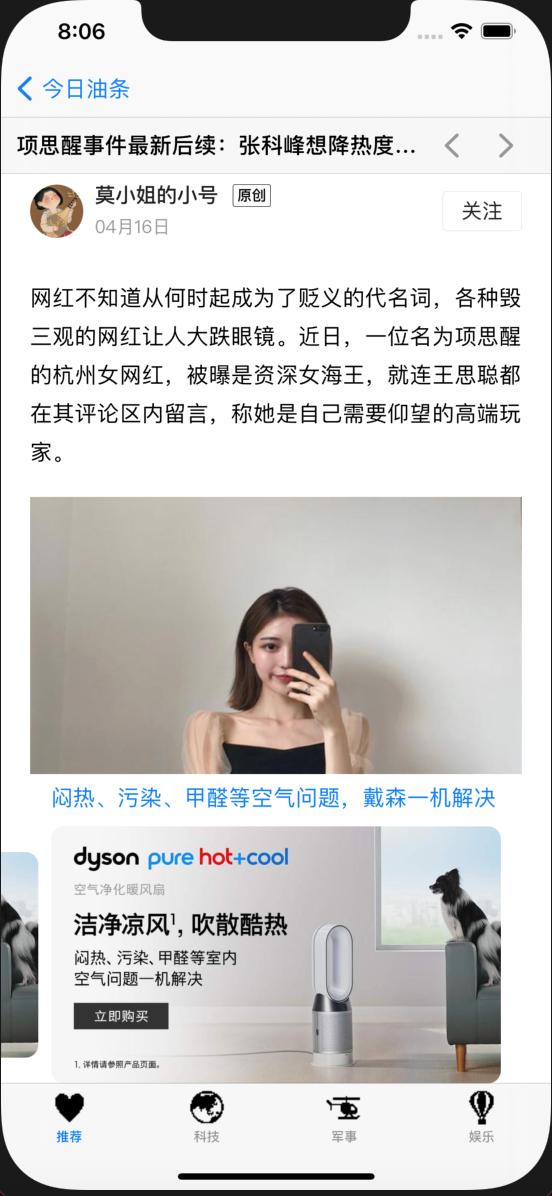 8:06
今日油条
项思醒事件最新后续：张科峰想降热度...
莫小姐的小号 原创
04月16日
关注
网红不知道从何时起成为了贬义的代名词，各种毁
三观的网红让人大跌眼镜。近日，一位名为项思醒
的杭州女网红，被曝是资深女海王，就连王思聪都
在其评论区内留言，称她是自己需要仰望的高端玩
家。
闷热、污染、甲醛等空气问题，戴森一机解决
dyson pure hot+cool
空气净化暖风扇
洁净凉风¹，吹散酷热
闷热、污染、甲醛等室内
空气问题一机解决
立即购买
1. 详情请参照产品页面。
推荐 科技 军事 娱乐